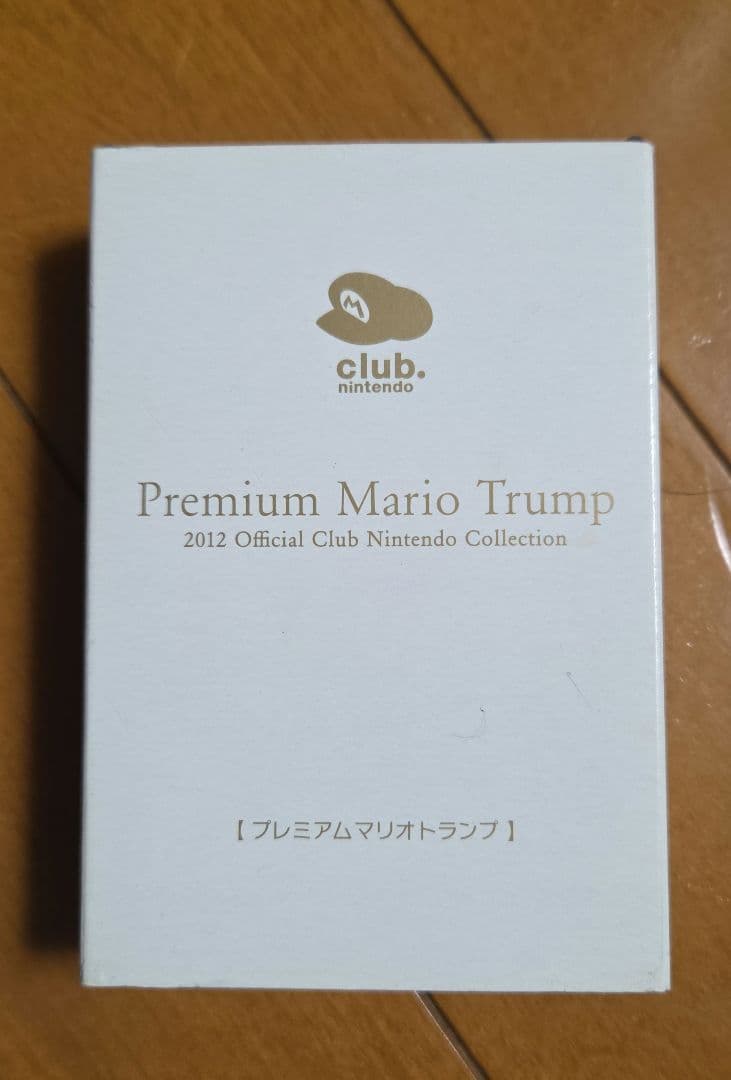 M
club.
nintendo
Premium Mario Trump
2012 Official Club Nintendo Collection
【プレミアムマリオトランプ】